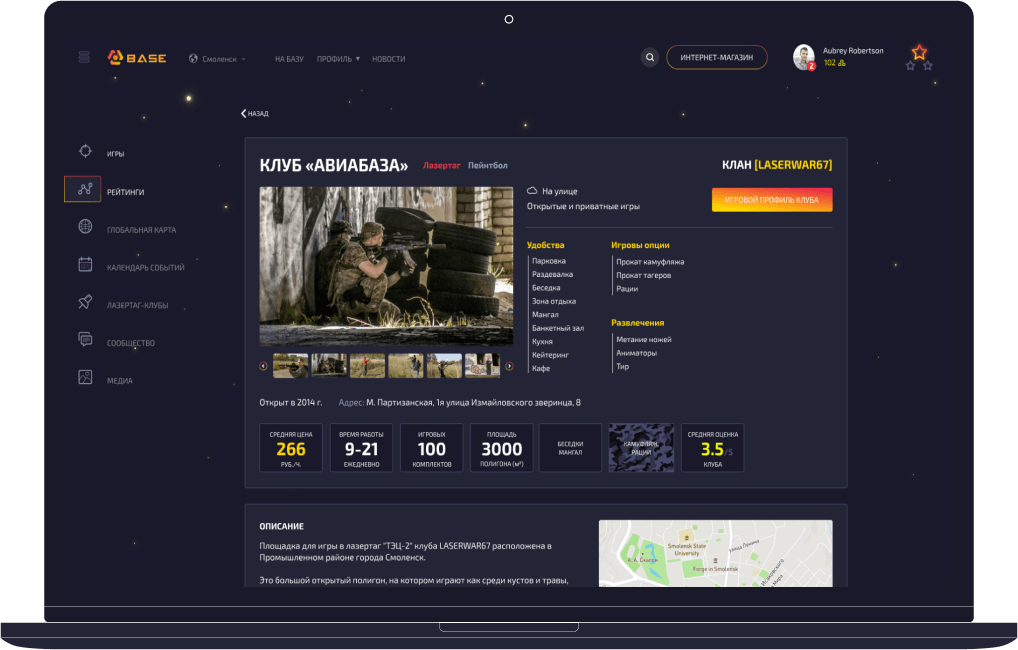 BASE
Смоленск
НА БАЗУ
ПРОФИЛЬ
НОВОСТИ
ИНТЕРНЕТ-МАГАЗИН
2
Aubrey Robertson
102
НАЗАД
ИГРЫ
РЕЙТИНГИ
ГЛОБАЛЬНАЯ КАРТА
КАЛЕНДАРЬ СОБЫТИЙ
ЛАЗЕРТАГ-КЛУБЫ
СООБЩЕСТВО
МЕДИА
КЛУБ «АВИАБАЗА» Лазертаг Пейнтбол
КЛАН [LASERWAR67]
На улице
Открытые и приватные игры
ИГРОВОЙ ПРОФИЛЬ КЛУБА
Удобства
Парковка
Раздевалка
Беседка
Зона отдыха
Мангал
Банкетный зал
Кухня
Кейтеринг
Кафе
Игровы опции
Прокат камуфляжа
Прокат тагеров
Рации
Развлечения
Метание ножей
Аниматоры
Тир
Открыт в 2014 г.
Адрес: М. Партизанская, 1я улица Измайловского зверинца, 8
СРЕДНЯЯ ЦЕНА
266
РУБ./Ч.
ВРЕМЯ РАБОТЫ
9-21
ЕЖЕДНЕВНО
ИГРОВЫХ
100
КОМПЛЕКТОВ
ПЛОЩАДЬ
3000
ПОЛИГОНА (м²)
БЕСЕДКИ
МАНГАЛ
КАМУФЛЯЖ,
РАЦИИ
СРЕДНЯЯ ОЦЕНКА
3.5/5
КЛУБА
ОПИСАНИЕ
Площадка для игры в лазертаг "ТЭЦ-2" клуба LASERWAR67 расположена в
Промышленном районе города Смоленск.
Это большой открытый полигон, на котором играют как среди кустов и травы,
Smolensk State
University
улица Ленина
Forge in Smolensk